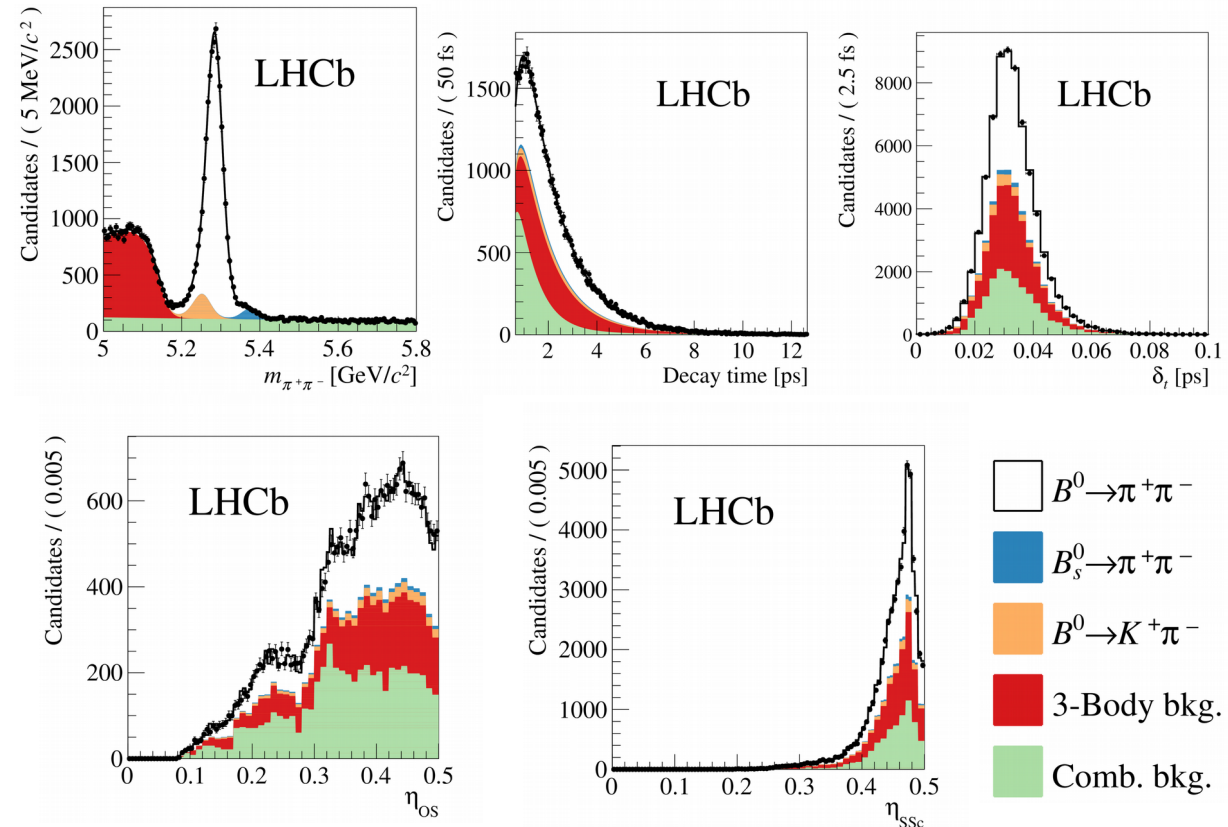 Candidates / ( 5 MeV/c² )
2500
2000
1500
1000
500
0
LHCb
5 5.2 5.4 5.6 5.8
m_{π⁺π⁻} [GeV/c²]
Candidates / ( 50 fs )
1500
1000
500
0
LHCb
2 4 6 8 10 12
Decay time [ps]
Candidates / ( 2.5 fs )
8000
6000
4000
2000
0
LHCb
0 0.02 0.04 0.06 0.08 0.1
δ_t [ps]
Candidates / ( 0.005 )
600
400
200
0
LHCb
0 0.1 0.2 0.3 0.4 0.5
η_{OS}
Candidates / ( 0.005 )
5000
4000
3000
2000
1000
0
LHCb
0 0.1 0.2 0.3 0.4 0.5
η_{SSc}
B⁰→π⁺π⁻
B⁰_s→π⁺π⁻
B⁰→K⁺π⁻
3-Body bkg.
Comb. bkg.